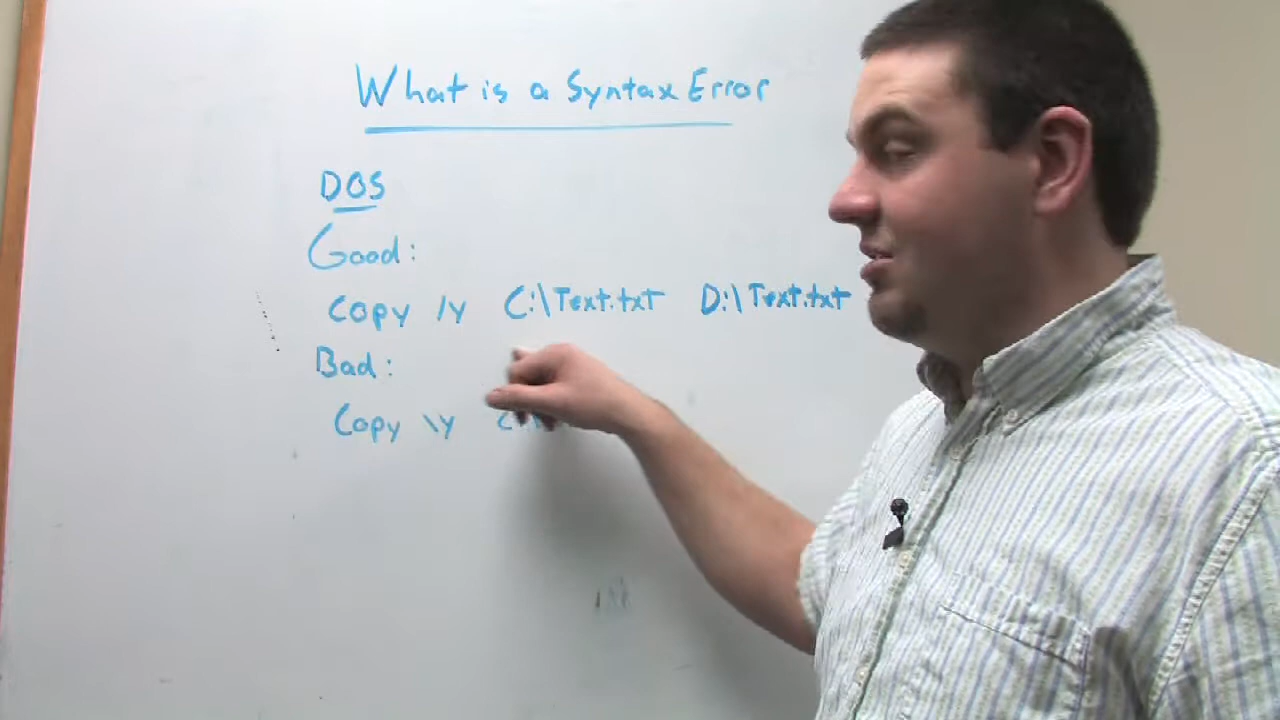 What is a Syntax Error
DOS
Good:
Copy /y C:\Text.txt D:\Text.txt
Bad:
Copy \y C:\